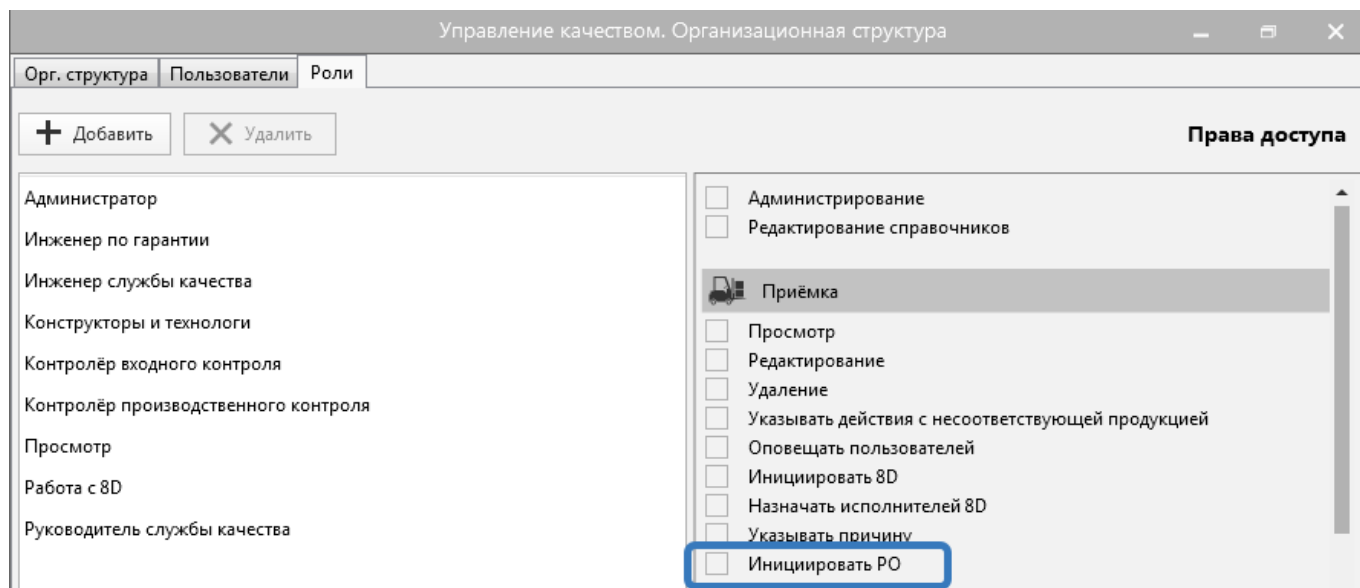 Управление качеством. Организационная структура
Орг. структура Пользователи Роли
Добавить Удалить Права доступа
Администратор
Инженер по гарантии
Инженер службы качества
Конструкторы и технологи
Контролёр входного контроля
Контролёр производственного контроля
Просмотр
Работа с 8D
Руководитель службы качества
Администрирование
Редактирование справочников
Приёмка
Просмотр
Редактирование
Удаление
Указывать действия с несоответствующей продукцией
Оповещать пользователей
Инициировать 8D
Назначать исполнителей 8D
Указывать причину
Инициировать РО